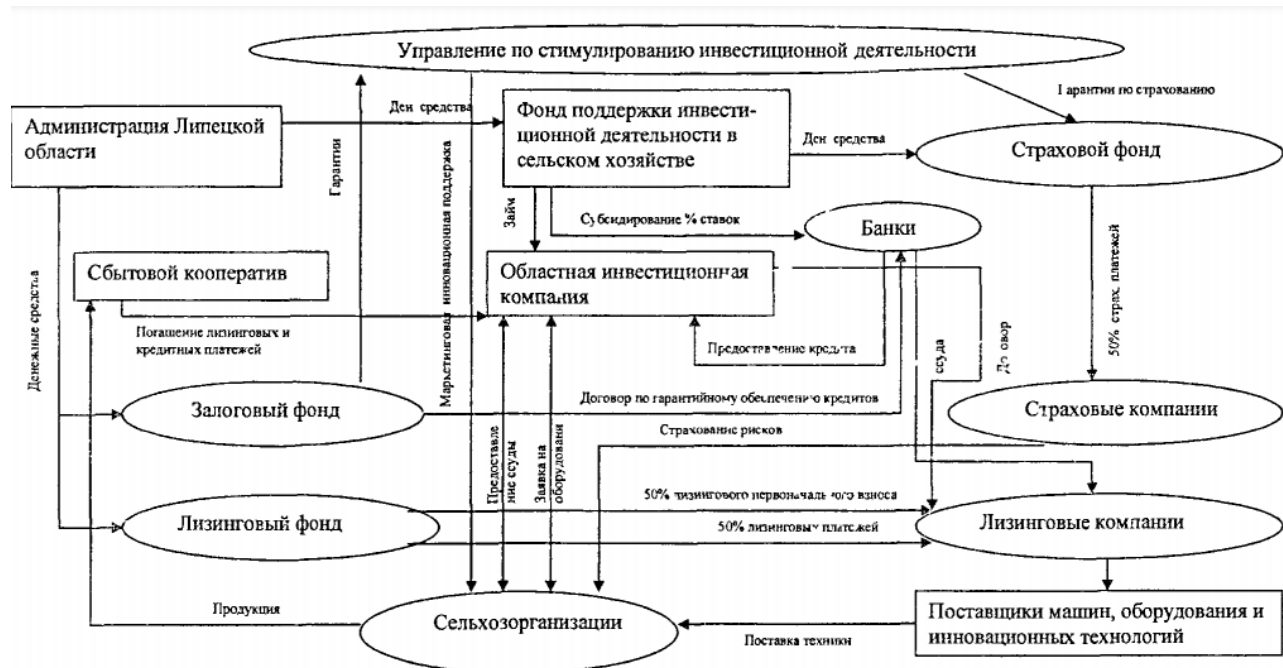 Управление по стимулированию инвестиционной деятельности
Гарантии по страхованию
Администрация Липецкой
области
Ден средства
Фонд поддержки инвести-
ционной деятельности в
сельском хозяйстве
Ден средства
Страховой фонд
Гарантии
Маркетинговая инновационная поддержка
Займ
Субсидирование % ставок
Банки
Сбытовой кооператив
Областная инвестиционная
компания
Денежные средства
Погашение лизинговых и
кредитных платежей
Предоставление кредита
ссуда
50% страх. платежей
Залоговый фонд
Договор по гарантийному обеспечению кредитов
Страховые компании
Страхование рисков
Предоставле
ние ссуды
Заявка на
оборудовани
50% лизингового первоначального взноса
Лизинговый фонд
50% лизинговых платежей
Лизинговые компании
Продукция
Сельхозорганизации
Поставка техники
Поставщики машин, оборудования и
инновационных технологий